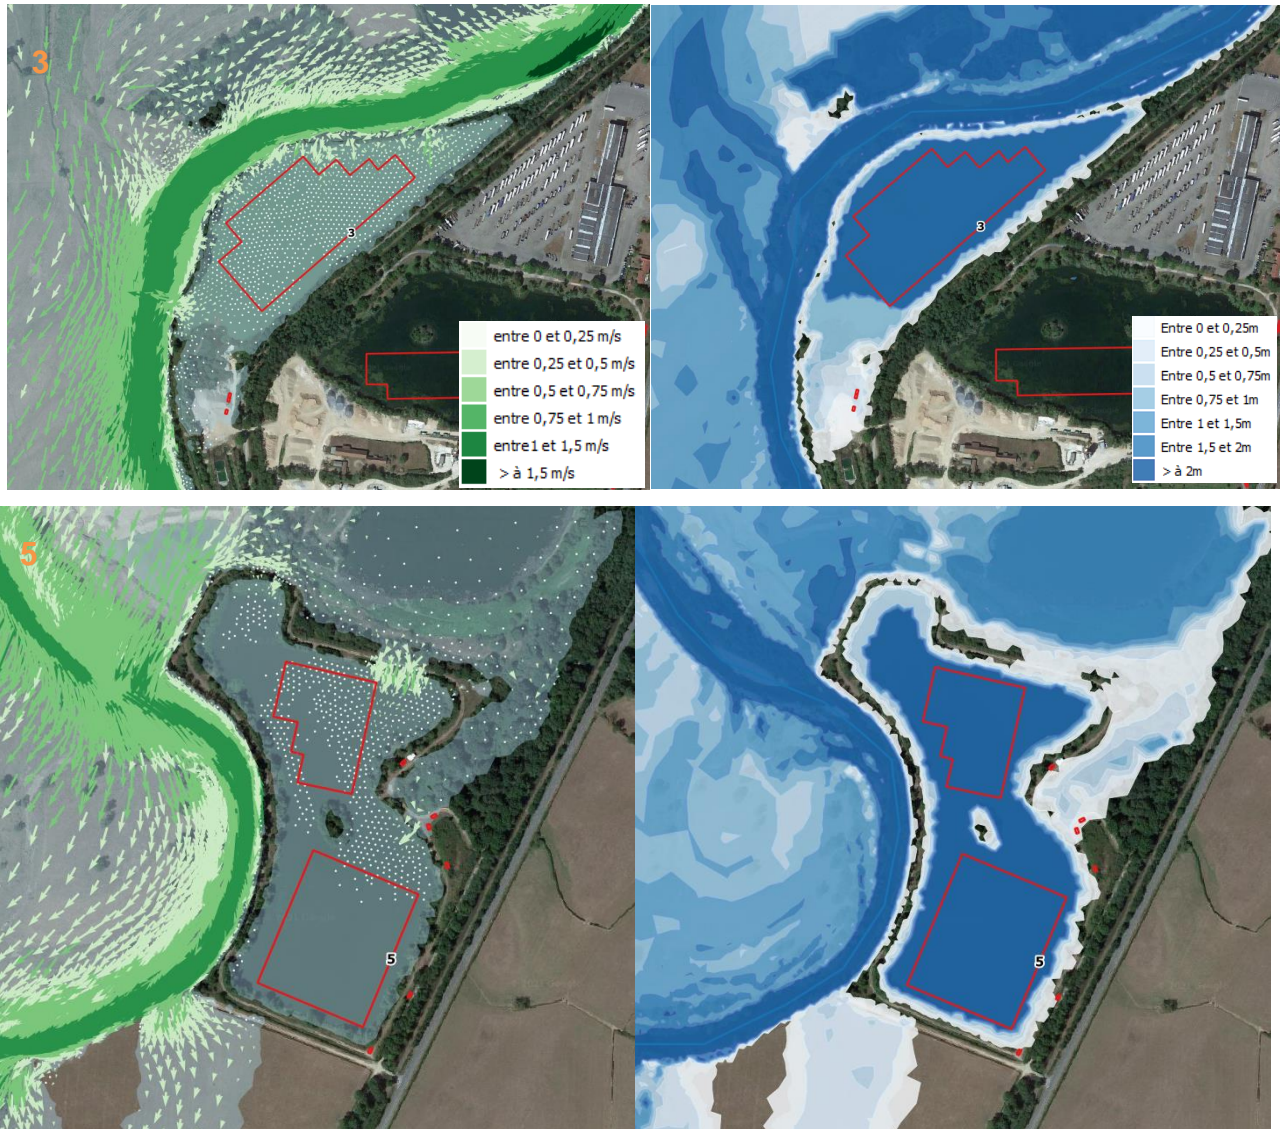 3
3
entre 0 et 0,25 m/s
entre 0,25 et 0,5 m/s
entre 0,5 et 0,75 m/s
entre 0,75 et 1 m/s
entre1 et 1,5 m/s
> à 1,5 m/s
3
Entre 0 et 0,25m
Entre 0,25 et 0,5m
Entre 0,5 et 0,75m
Entre 0,75 et 1m
Entre 1 et 1,5m
Entre 1,5 et 2m
> à 2m
5
5
5